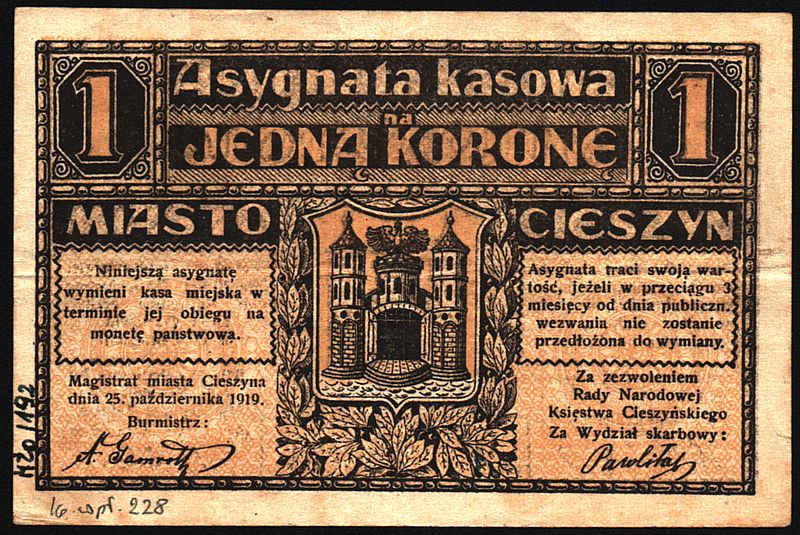 1 Asygnata kasowa 1
na
JEDNĄ KORONĘ
MIASTO CIESZYN
Niniejszą asygnatę
wymieni kasa miejska w
terminie jej obiegu na
monetę państwową.
Asygnata traci swoją war-
tość, jeżeli w przeciągu 3
miesięcy od dnia publiczn.
wezwania nie zostanie
przedłożona do wymiany.
Magistrat miasta Cieszyna
dnia 25. października 1919.
Burmistrz:
Za zezwoleniem
Rady Narodowej
Księstwa Cieszyńskiego
Za Wydział skarbowy:
228